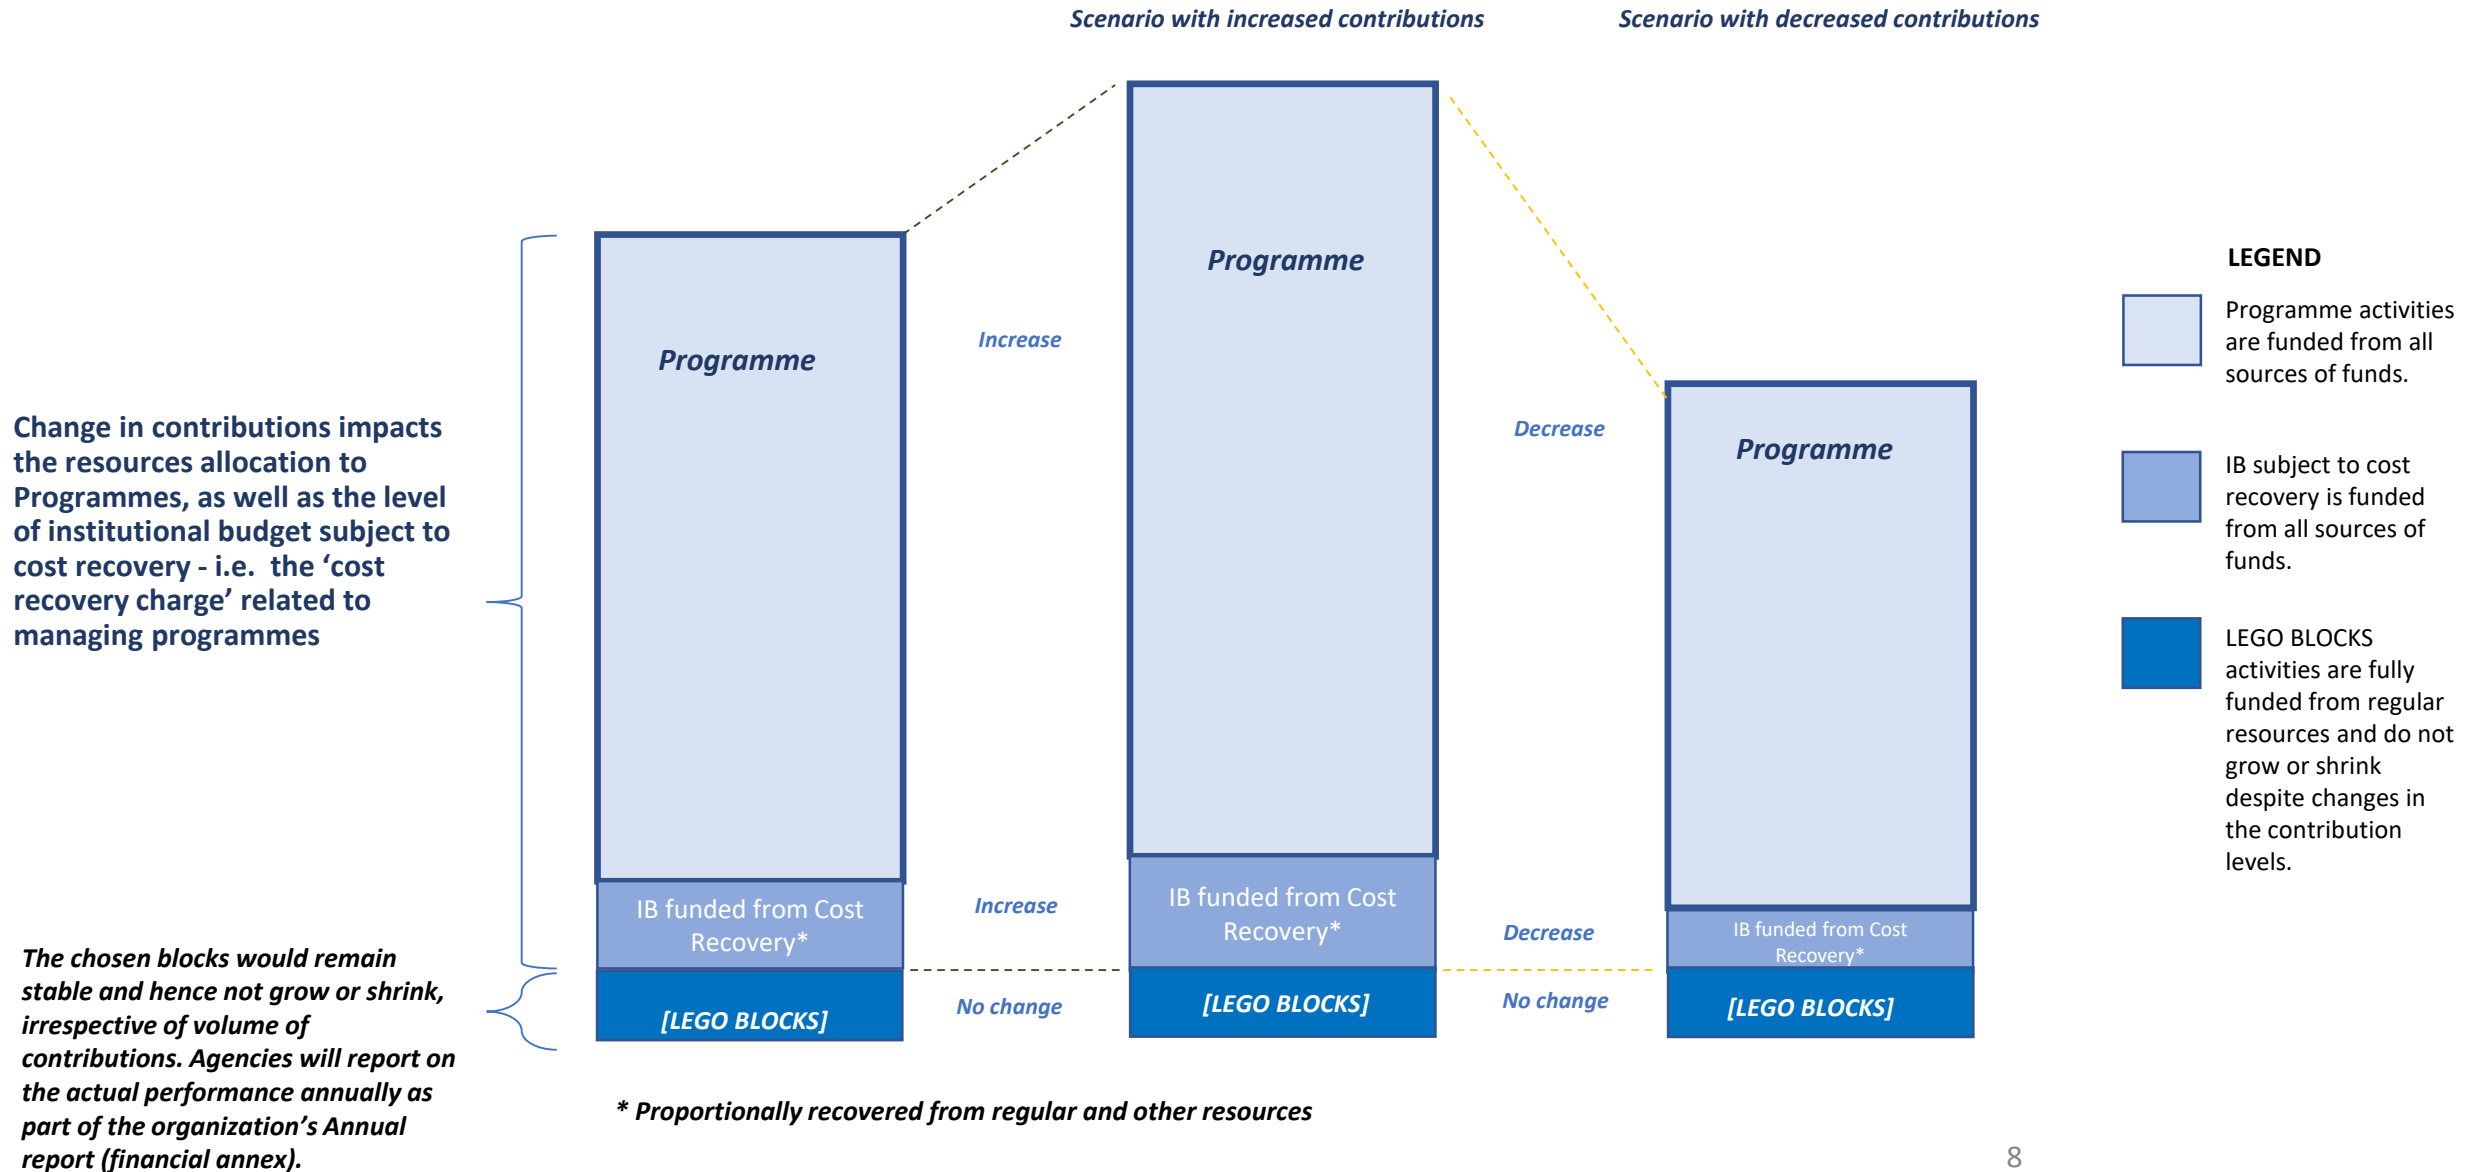 Scenario with increased contributions
Scenario with decreased contributions
Change in contributions impacts
the resources allocation to
Programmes, as well as the level
of institutional budget subject to
cost recovery - i.e. the ‘cost
recovery charge’ related to
managing programmes
The chosen blocks would remain
stable and hence not grow or shrink,
irrespective of volume of
contributions. Agencies will report on
the actual performance annually as
part of the organization’s Annual
report (financial annex).
Programme
IB funded from Cost
Recovery*
[LEGO BLOCKS]
Increase
Increase
No change
Programme
IB funded from Cost
Recovery*
[LEGO BLOCKS]
Decrease
Decrease
No change
Programme
IB funded from Cost
Recovery*
[LEGO BLOCKS]
LEGEND
Programme activities
are funded from all
sources of funds.
IB subject to cost
recovery is funded
from all sources of
funds.
LEGO BLOCKS
activities are fully
funded from regular
resources and do not
grow or shrink
despite changes in
the contribution
levels.
* Proportionally recovered from regular and other resources
8